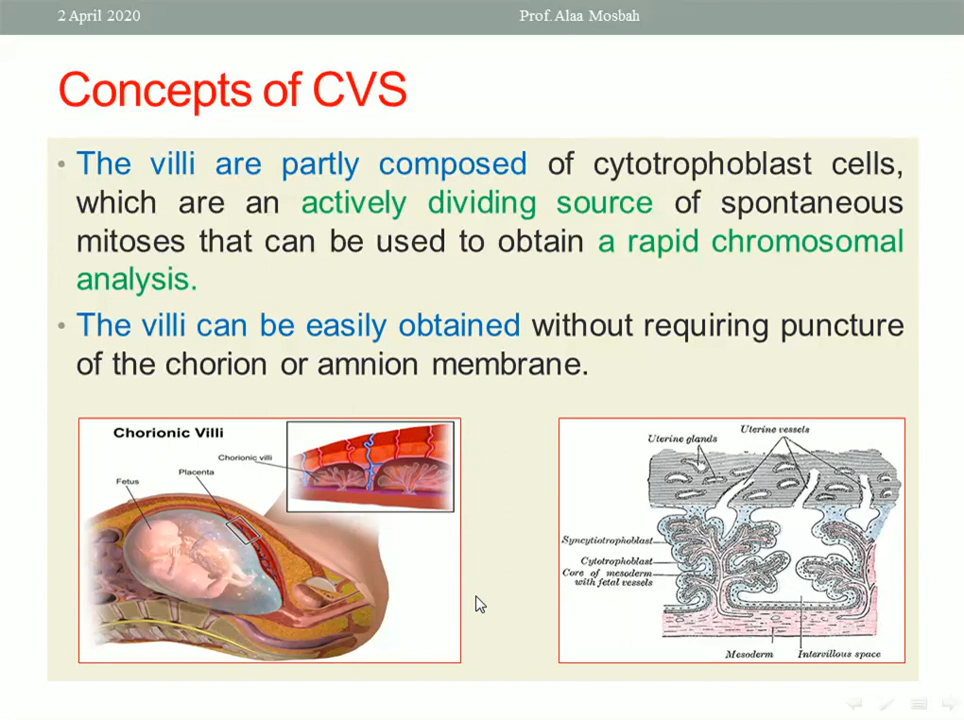 2 April 2020
Prof. Alaa Mosbah
Concepts of CVS
• The villi are partly composed of cytotrophoblast cells,
which are an actively dividing source of spontaneous
mitoses that can be used to obtain a rapid chromosomal
analysis.
• The villi can be easily obtained without requiring puncture
of the chorion or amnion membrane.
Chorionic Villi
Chorionic villi
Placenta
Fetus
Uterine vessels
Uterine glands
Syncytiotrophoblast
Cytotrophoblast
Core of mesoderm
with fetal vessels
Mesoderm
Intervillous space